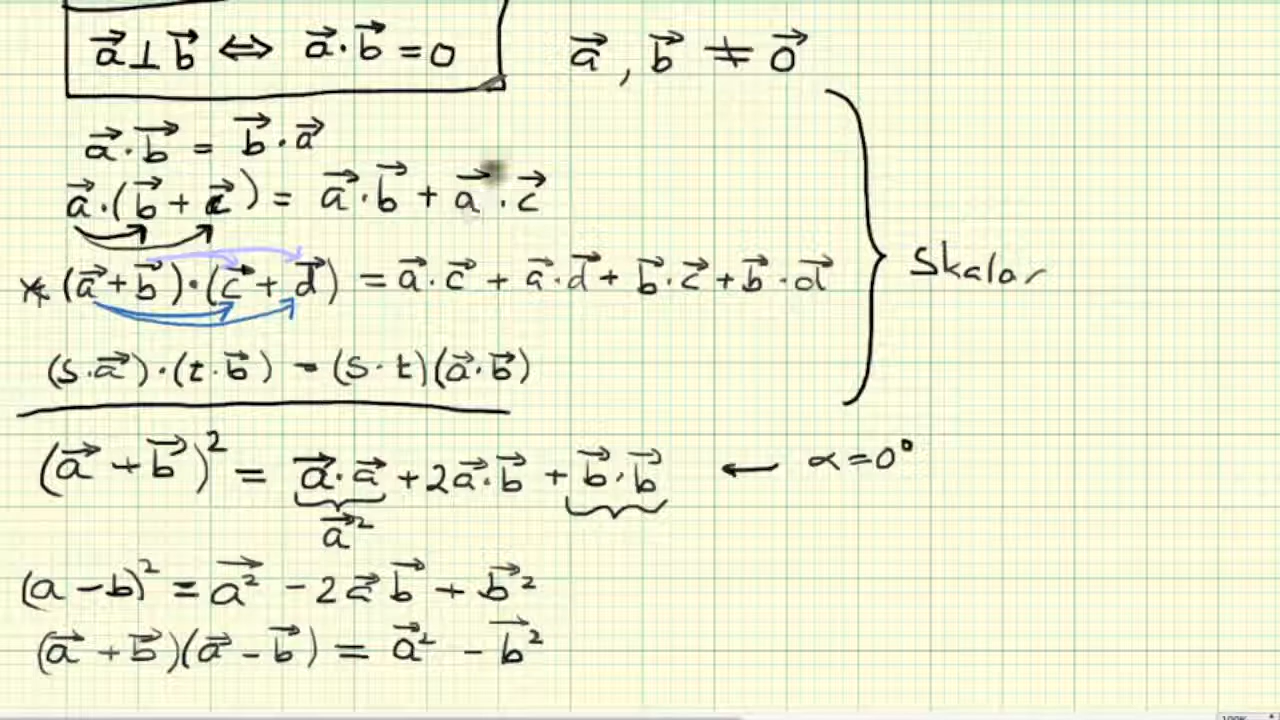 a⃗ ⊥ b⃗ ⇔ a⃗ · b⃗ = 0    a⃗ , b⃗ ≠ 0⃗
a⃗ · b⃗ = b⃗ · a⃗
a⃗ · (b⃗ + c⃗) = a⃗ · b⃗ + a⃗ · c⃗
* (a⃗ + b⃗) · (c⃗ + d⃗) = a⃗ · c⃗ + a⃗ · d⃗ + b⃗ · c⃗ + b⃗ · d⃗    } Skalar
(s · a⃗) · (t · b⃗) = (s · t)(a⃗ · b⃗)
(a⃗ + b⃗)² = a⃗ · a⃗ + 2a⃗ · b⃗ + b⃗ · b⃗    ← α = 0°
a⃗²
(a − b)² = a⃗² − 2a⃗ b⃗ + b⃗²
(a⃗ + b⃗)(a⃗ − b⃗) = a⃗² − b⃗²